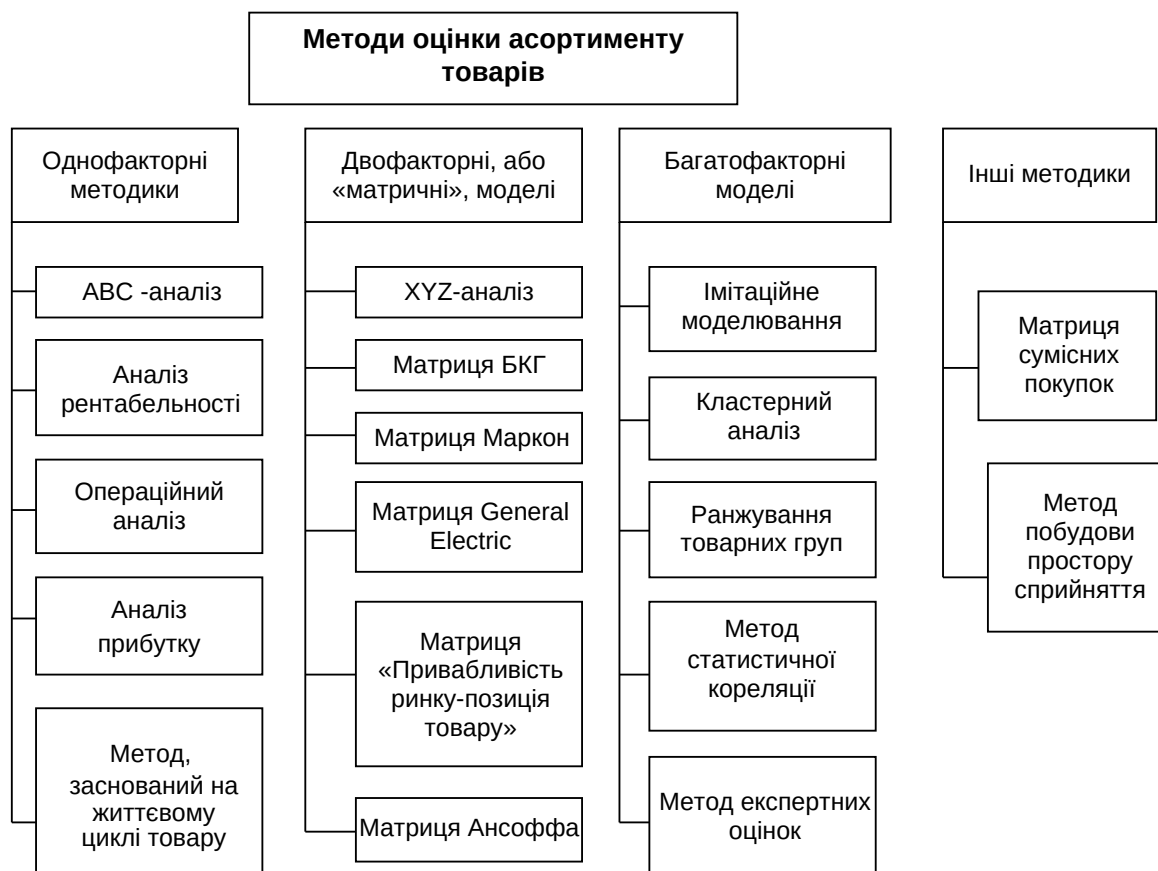 Методи оцінки асортименту
товарів
Однофакторні
методики
АВС -аналіз
Аналіз
рентабельності
Операційний
аналіз
Аналіз
прибутку
Метод,
заснований на
життєвому
циклі товару
Двофакторні, або
«матричні», моделі
XYZ-аналіз
Матриця БКГ
Матриця Маркон
Матриця General
Electric
Матриця
«Привабливість
ринку-позиція
товару»
Матриця Ансоффа
Багатофакторні
моделі
Імітаційне
моделювання
Кластерний
аналіз
Ранжування
товарних груп
Метод
статистичної
кореляції
Метод експертних
оцінок
Інші методики
Матриця
сумісних
покупок
Метод
побудови
простору
сприйняття